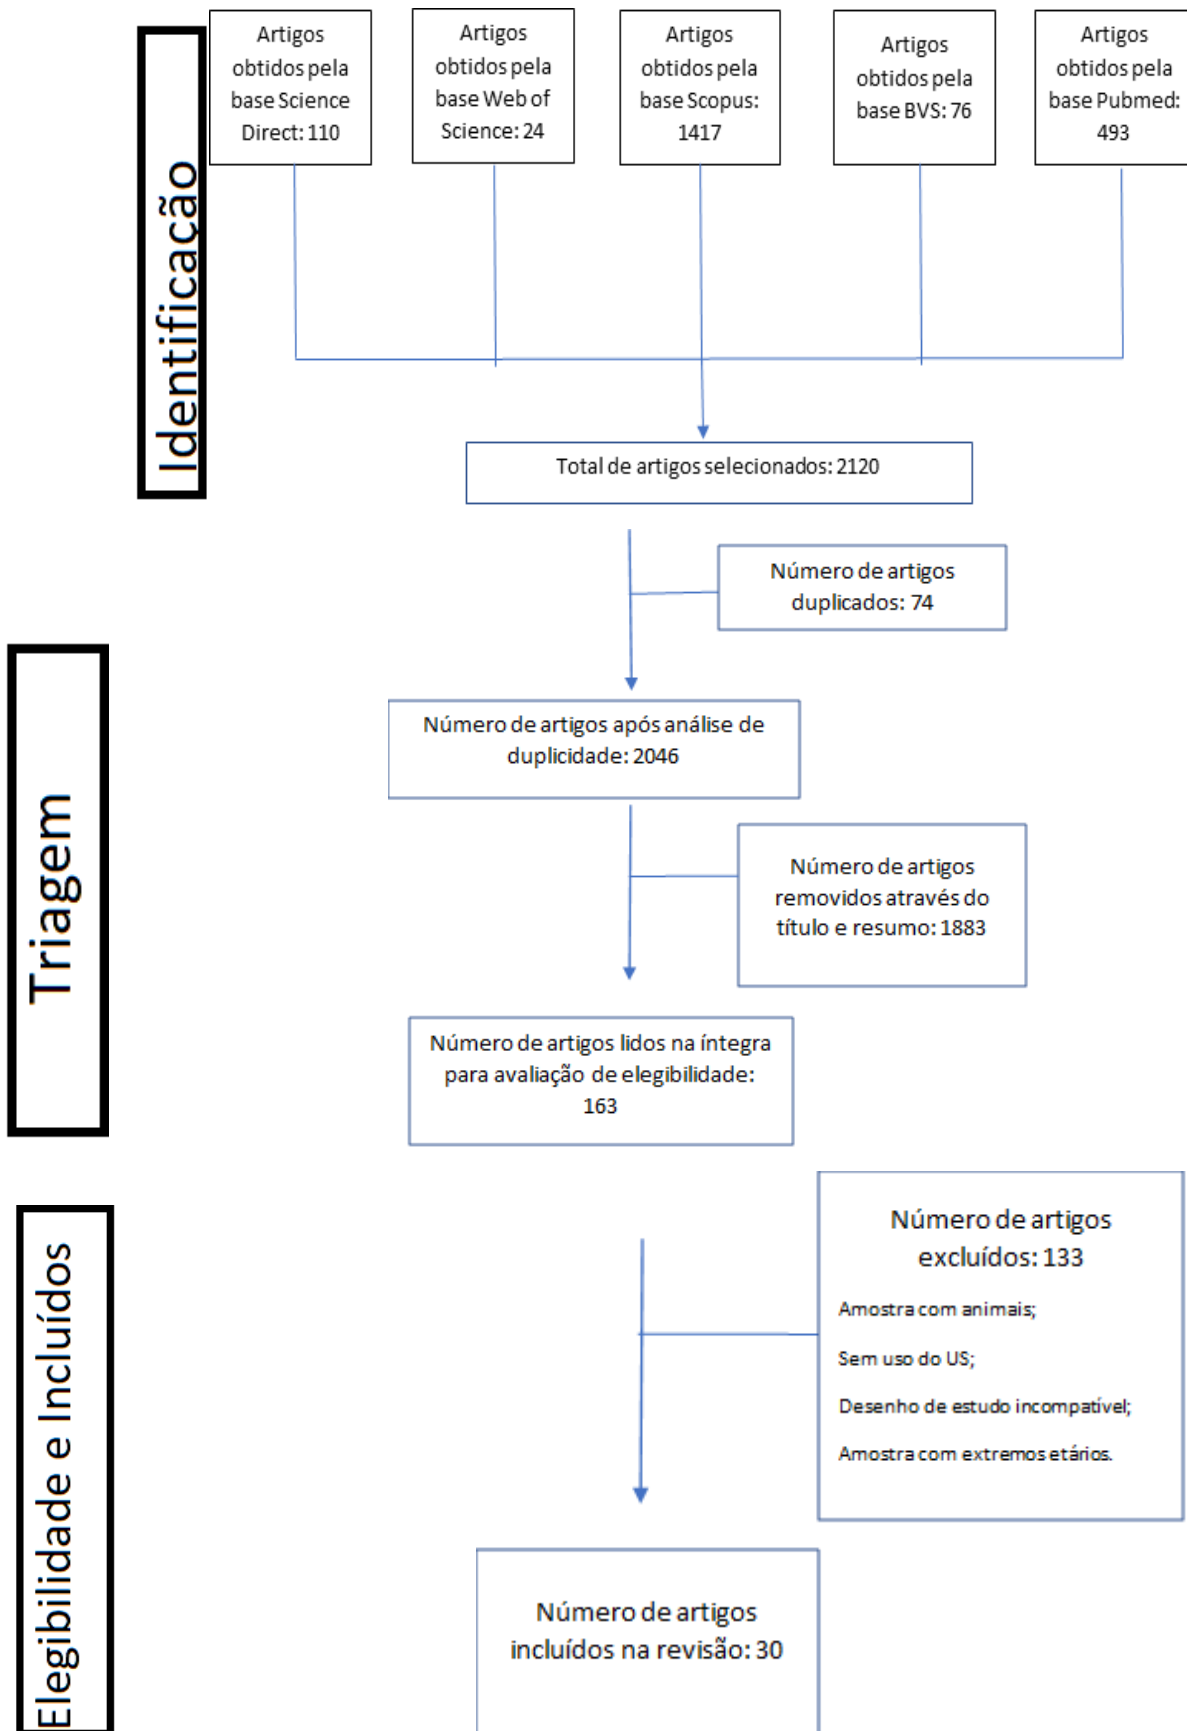 Identificação
Artigos
obtidos pela
base Science
Direct: 110
Artigos
obtidos pela
base Web of
Science: 24
Artigos
obtidos pela
base Scopus:
1417
Artigos
obtidos pela
base BVS: 76
Artigos
obtidos pela
base Pubmed:
493
Total de artigos selecionados: 2120
Número de artigos
duplicados: 74
Triagem
Número de artigos após análise de
duplicidade: 2046
Número de artigos
removidos através do
título e resumo: 1883
Número de artigos lidos na íntegra
para avaliação de elegibilidade:
163
Elegibilidade e Incluídos
Número de artigos
excluídos: 133
Amostra com animais;
Sem uso do US;
Desenho de estudo incompatível;
Amostra com extremos etários.
Número de artigos
incluídos na revisão: 30